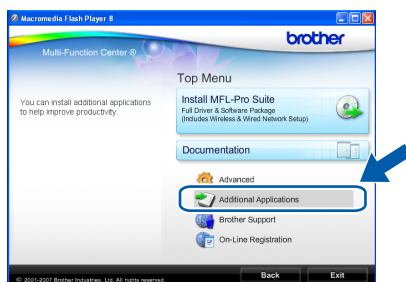 Macromedia Flash Player 8
brother
Multi-Function Center ®
Top Menu
You can install additional applications
to help improve productivity.
Install MFL-Pro Suite
Full Driver & Software Package
(Includes Wireless & Wired Network Setup)
Documentation
Advanced
Additional Applications
Brother Support
On-Line Registration
© 2001-2007 Brother Industries, Ltd. All rights reserved.
Back
Exit